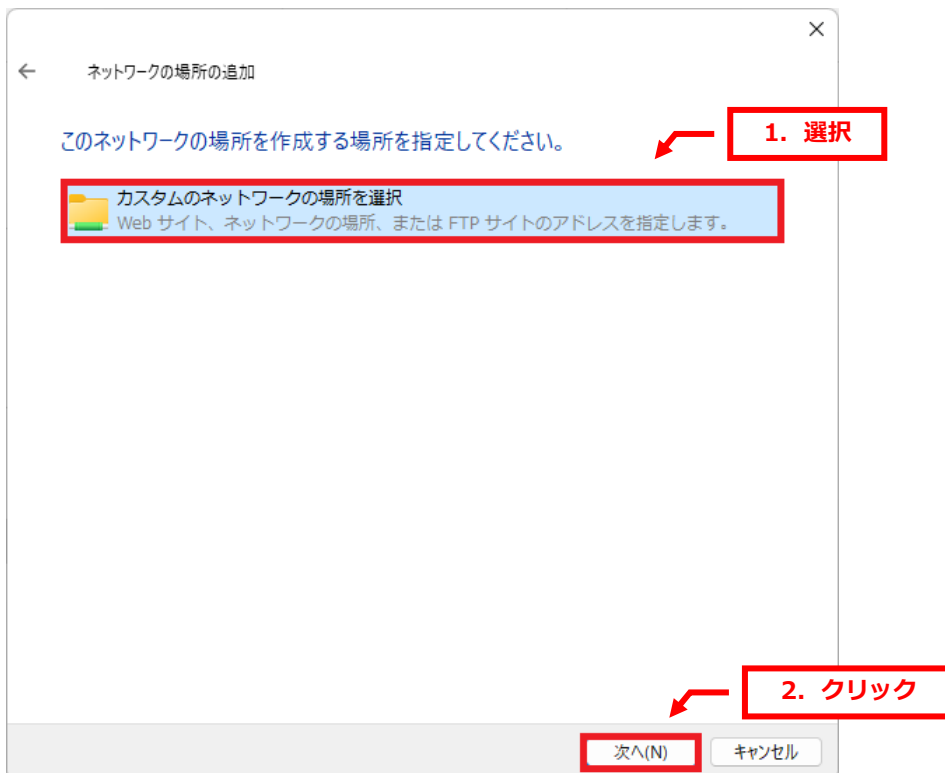 ネットワークの場所の追加
このネットワークの場所を作成する場所を指定してください。
1. 選択
カスタムのネットワークの場所を選択
Web サイト、ネットワークの場所、または FTP サイトのアドレスを指定します。
2. クリック
次へ(N)
キャンセル